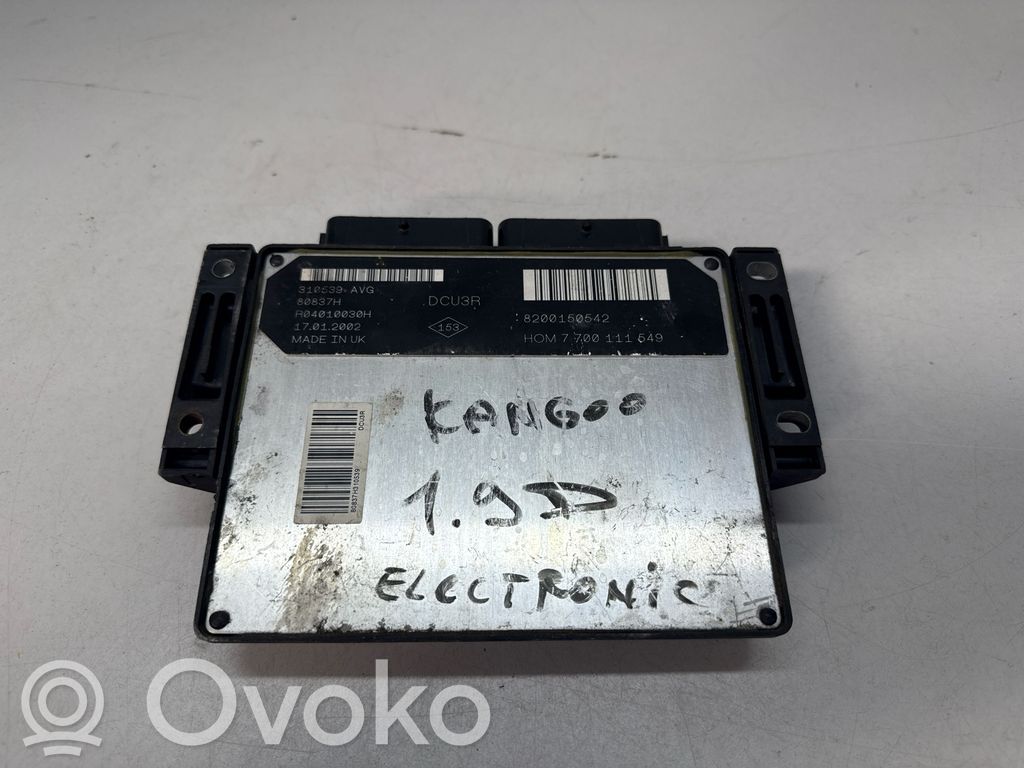 310539 AVG
80837H
R04010030H
17.01.2002
MADE IN UK
DCU3R
153
8200150542
HOM 7 700 111 549
DCU3R
80837H310539
KANGOO
1.9D
ELECTRONIC
Ovoko